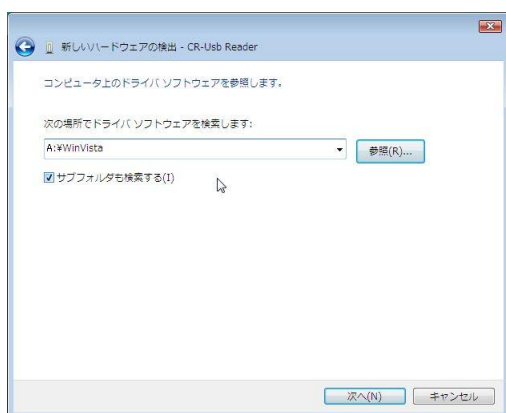 新しいハードウェアの検出 - CR-Usb Reader
コンピュータ上のドライバ ソフトウェアを参照します。
次の場所でドライバ ソフトウェアを検索します:
A:¥WinVista
参照(R)...
サブフォルダも検索する(I)
次へ(N)
キャンセル